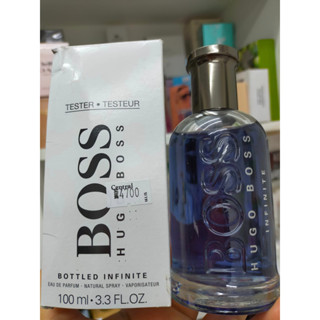 TESTER • TESTEUR
BOSS
HUGO BOSS
Central
BOTTLED INFINITE
EAU DE PARFUM • NATURAL SPRAY • VAPORISATEUR
100 ml • 3.3 FL.OZ.
BOSS
HUGO BOSS
INFINITE